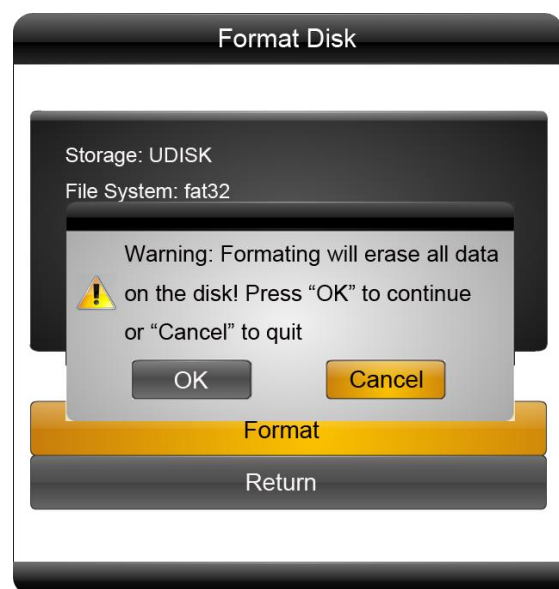 Format Disk
Storage: UDISK
File System: fat32
Warning: Formating will erase all data
on the disk! Press “OK” to continue
or “Cancel” to quit
OK
Cancel
Format
Return